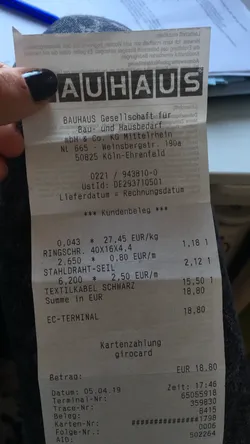 BAUHAUS
BAUHAUS Gesellschaft für
Bau- und Hausbedarf
mbH & Co. KG Mittelrhein
NL 565 - Weinsbergstr. 190a
50825 Köln-Ehrenfeld
0221 / 943810-0
UstId: DE293710501
Lieferdatum = Rechnungsdatum
*** Kundenbeleg ***
0,043 * 27,45 EUR/kg
RINGSCHR. 40X16X4,4 1,18 1
2.650 * 0,80 EUR/m
STAHLDRAHT-SEIL 2,12 1
6,200 * 2,50 EUR/m
TEXTILKABEL SCHWARZ 15,50 1
Summe in EUR 18,80
EC-TERMINAL 18,80
Kartenzahlung
girocard
Betrag: EUR 18,80
Datum: 05.04.19 Zeit: 17:46
Terminal-Nr: 65055918
Trace-Nr: 359830
Beleg: 6415
Karten-Nr: ###############1798
Folge-Nr.: 0006
AID: 502264